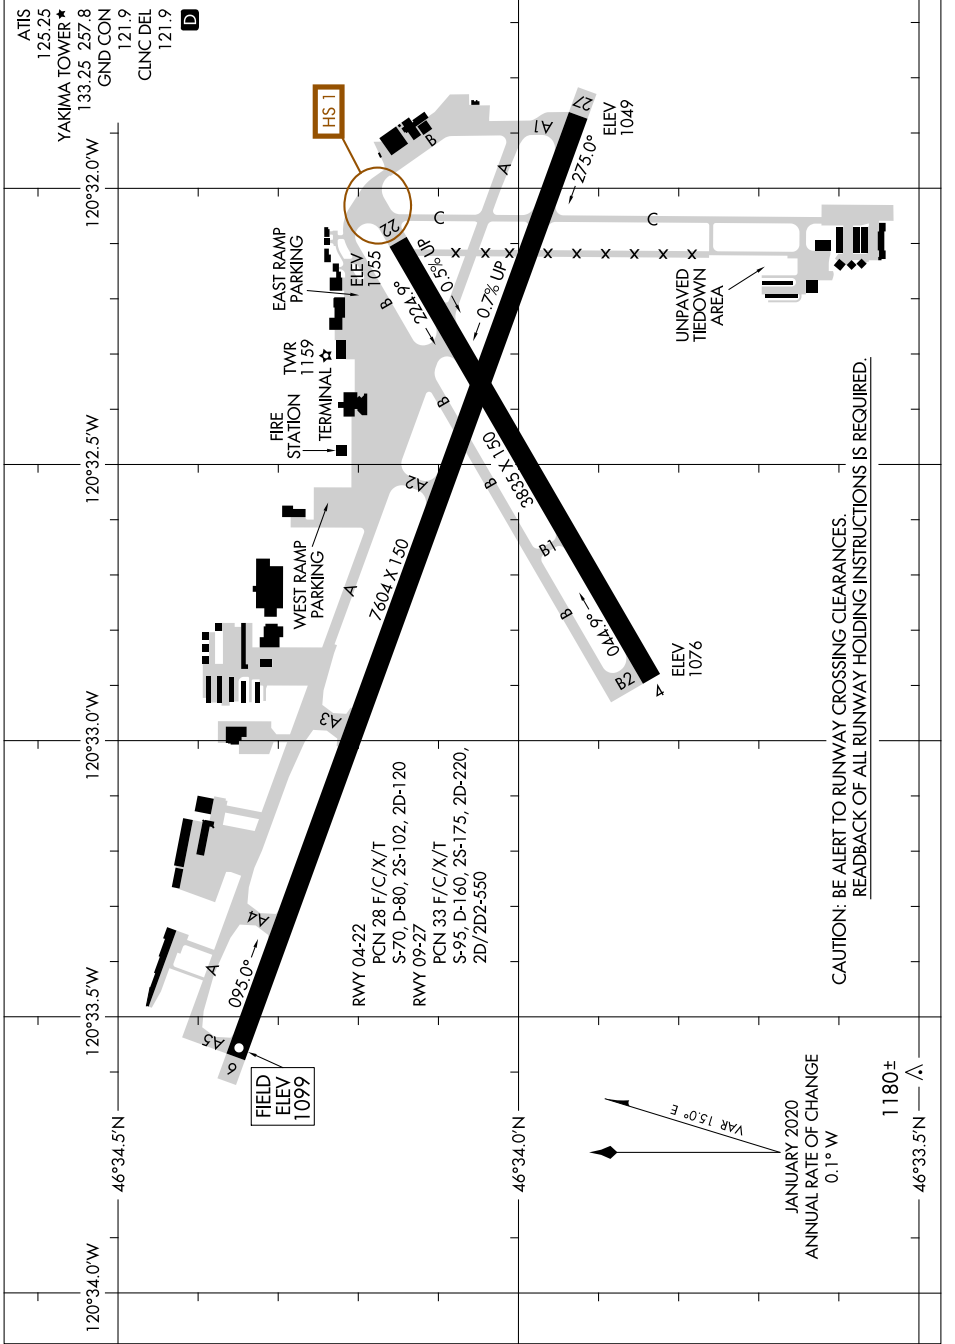 ATIS
125.25
YAKIMA TOWER★
133.25 257.8
GND CON
121.9
CLNC DEL
121.9
D
120°34.0'W
120°33.5'W
120°33.0'W
120°32.5'W
120°32.0'W
46°34.5'N
46°34.0'N
46°33.5'N
HS 1
EAST RAMP
PARKING
ELEV
1055
TWR
1159
TERMINAL
FIRE
STATION
WEST RAMP
PARKING
UNPAVED
TIEDOWN
AREA
FIELD
ELEV
1099
9
095.0°
A5
A
A4
A3
A
A2
7604 X 150
0.7% UP
A
A1
275.0°
27
ELEV
1049
22
224.9°
0.5% UP
B
B
C
C
B
B
3835 X 150
B1
B
044.9°
B2
4
ELEV
1076
X X X X X X X X X
RWY 04-22
PCN 28 F/C/X/T
S-70, D-80, 2S-102, 2D-120
RWY 09-27
PCN 33 F/C/X/T
S-95, D-160, 2S-175, 2D-220,
2D/2D2-550
CAUTION: BE ALERT TO RUNWAY CROSSING CLEARANCES.
READBACK OF ALL RUNWAY HOLDING INSTRUCTIONS IS REQUIRED.
VAR 15.0° E
JANUARY 2020
ANNUAL RATE OF CHANGE
0.1° W
1180±